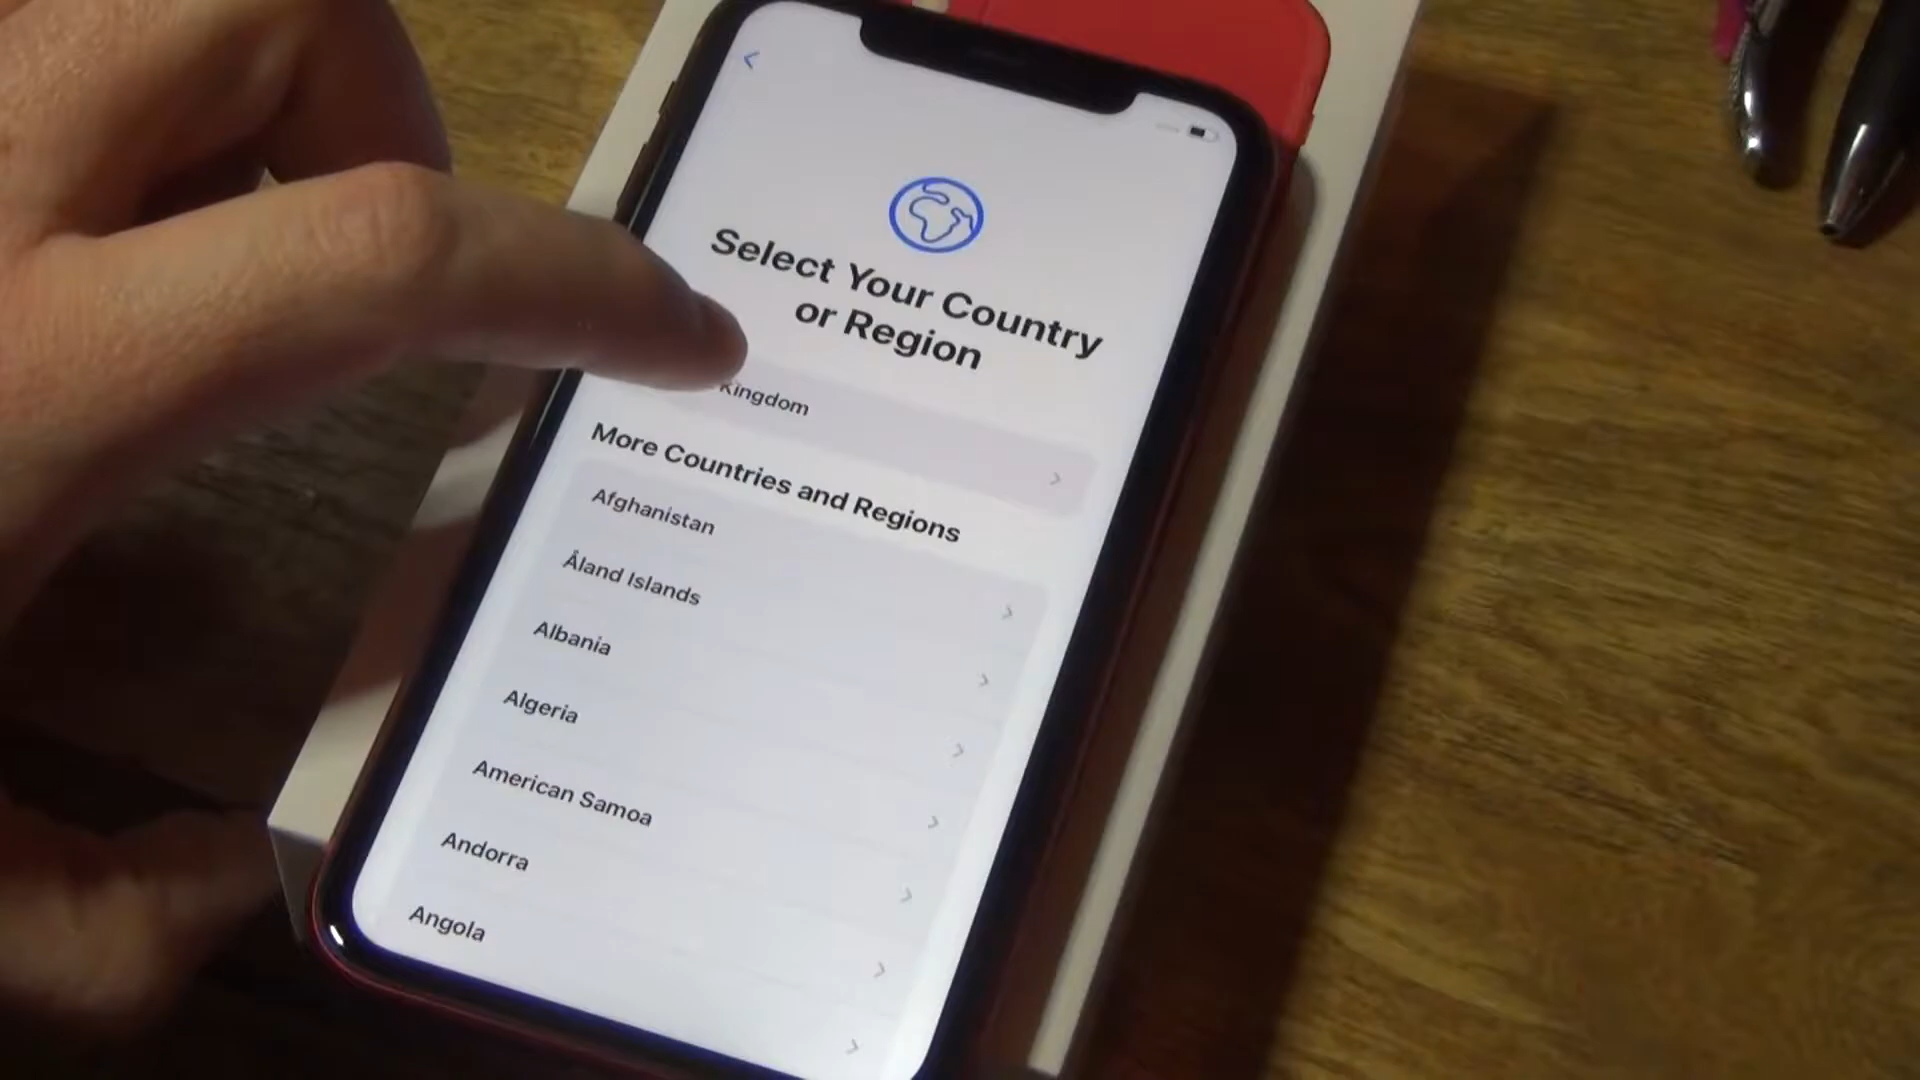 Select Your Country
or Region
Kingdom
More Countries and Regions
Afghanistan
Åland Islands
Albania
Algeria
American Samoa
Andorra
Angola